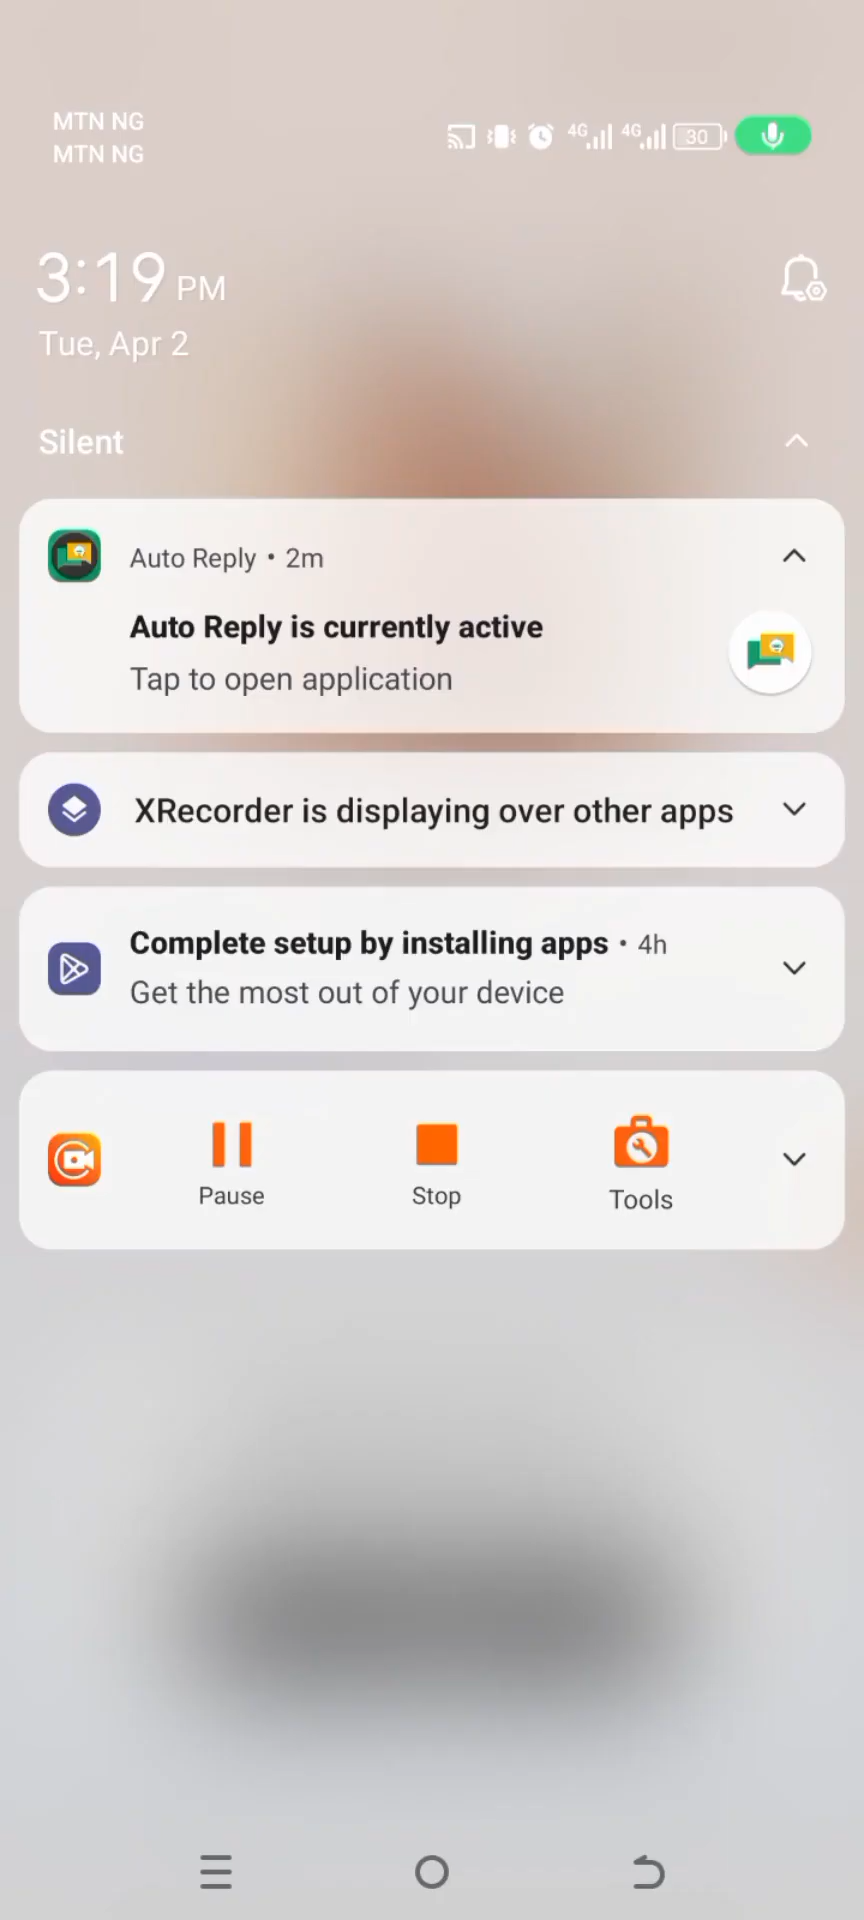 MTN NG
MTN NG
4G 4G 30
3:19 PM
Tue, Apr 2
Silent
Auto Reply • 2m
Auto Reply is currently active
Tap to open application
XRecorder is displaying over other apps
Complete setup by installing apps • 4h
Get the most out of your device
Pause Stop Tools